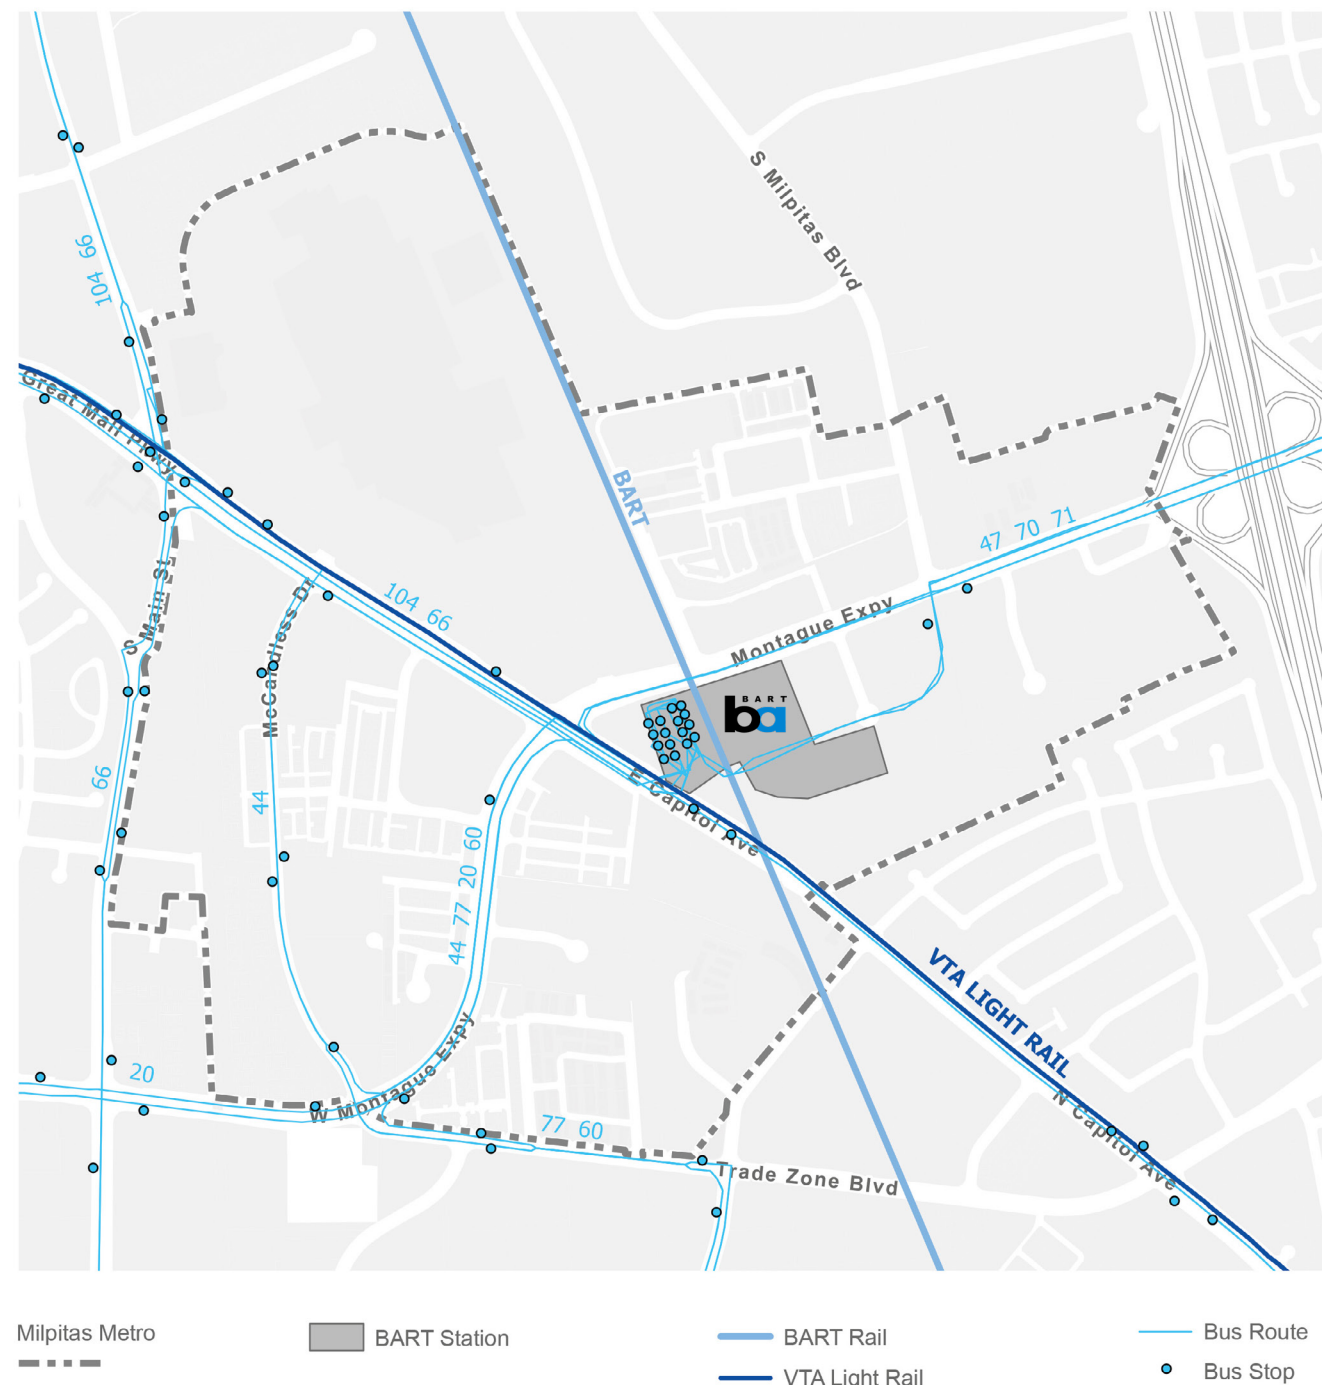 S Milpitas Blvd
104 66
Great Mall Pkwy
BART
47 70 71
S Main St
McCandless Dr
104 66
Montague Expy
BART
ba
66
44
E Capitol Ave
44 77 20 60
VTA LIGHT RAIL
20
W Montague Expy
77 60
N Capitol Ave
Trade Zone Blvd
Milpitas Metro
BART Station
BART Rail
VTA Light Rail
Bus Route
Bus Stop